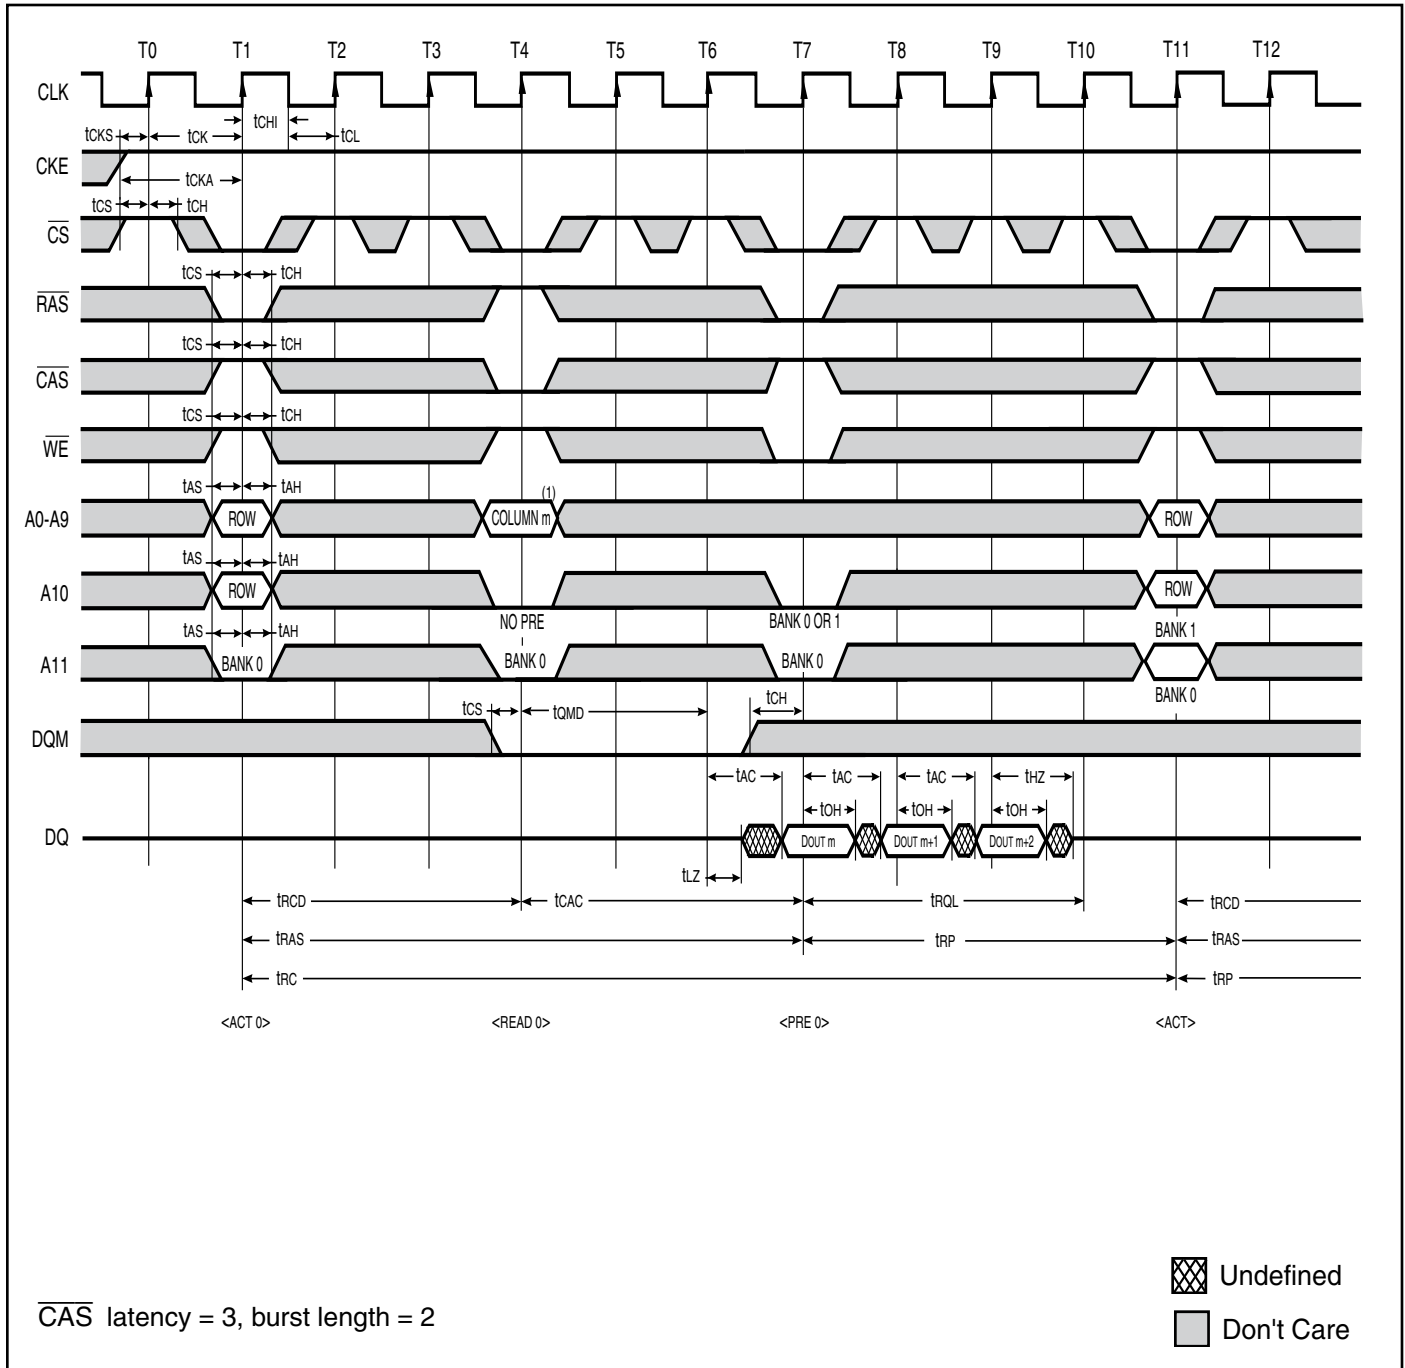 T0 T1 T2 T3 T4 T5 T6 T7 T8 T9 T10 T11 T12
CLK
tCHI
tCKS tCK tCL
CKE
tCKA
tCS tCH
CS
tCS tCH
RAS
tCS tCH
CAS
tCS tCH
WE
tAS tAH
(1)
A0-A9 ROW COLUMN m ROW
tAS tAH
A10 ROW ROW
NO PRE BANK 0 OR 1
tAS tAH BANK 1
A11 BANK 0 BANK 0 BANK 0
BANK 0
tCS tQMD tCH
DQM
tAC tAC tAC tHZ
tOH tOH tOH
DQ DOUT m DOUT m+1 DOUT m+2
tLZ
tRCD tCAC tRQL tRCD
tRAS tRP tRAS
tRC tRP
<ACT 0> <READ 0> <PRE 0> <ACT>
Undefined
CAS latency = 3, burst length = 2
Don't Care